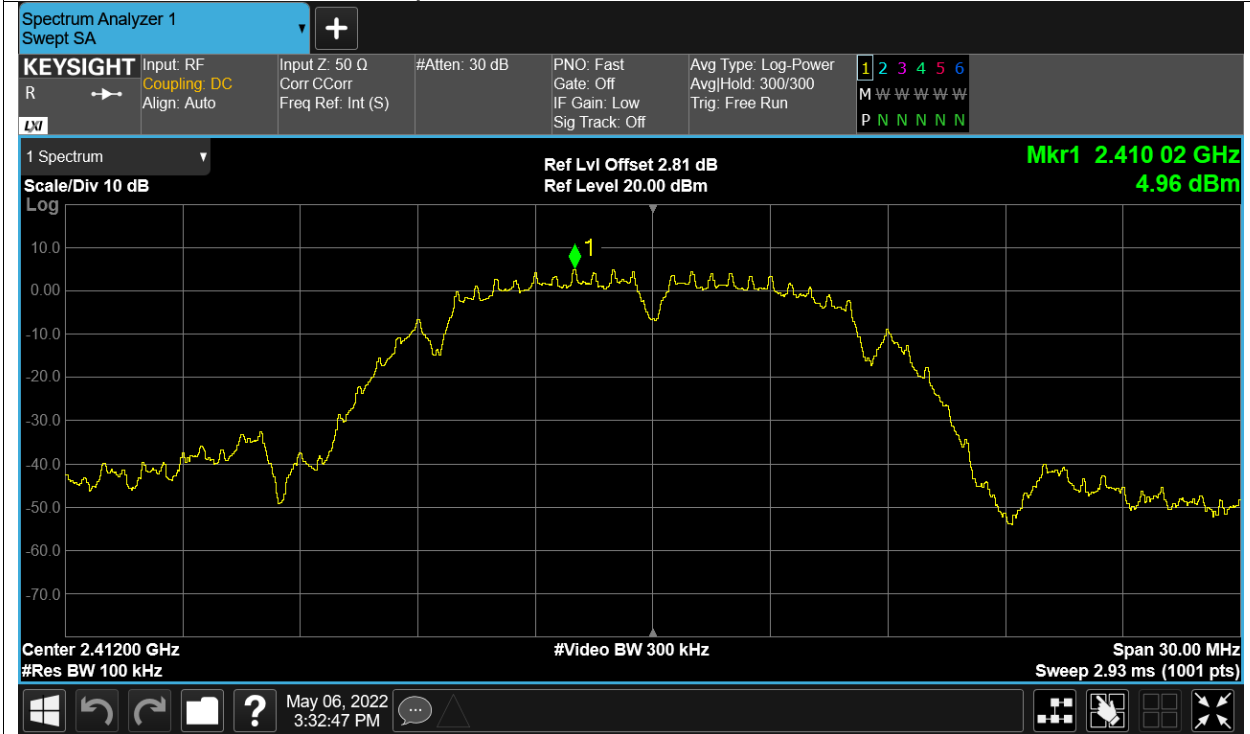 Spectrum Analyzer 1
Swept SA
+
KEYSIGHT
R
LXI
Input: RF
Coupling: DC
Align: Auto
Input Z: 50 Ω
Corr CCorr
Freq Ref: Int (S)
#Atten: 30 dB
PNO: Fast
Gate: Off
IF Gain: Low
Sig Track: Off
Avg Type: Log-Power
Avg|Hold: 300/300
Trig: Free Run
1 2 3 4 5 6
M W W W W W
P N N N N N
1 Spectrum
Scale/Div 10 dB
Log
Ref Lvl Offset 2.81 dB
Ref Level 20.00 dBm
Mkr1 2.410 02 GHz
4.96 dBm
1
10.0
0.00
-10.0
-20.0
-30.0
-40.0
-50.0
-60.0
-70.0
Center 2.41200 GHz
#Res BW 100 kHz
#Video BW 300 kHz
Span 30.00 MHz
Sweep 2.93 ms (1001 pts)
?
May 06, 2022
3:32:47 PM